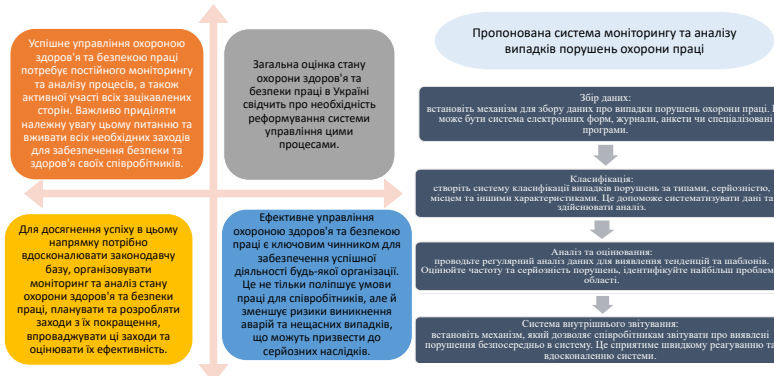 Успішне управління охороною
здоров'я та безпекою праці
потребує постійного моніторингу
та аналізу процесів, а також
активної участі всіх зацікавлених
сторін. Важливо приділяти
належну увагу цьому питанню та
вживати всіх необхідних заходів
для забезпечення безпеки та
здоров'я своїх співробітників.
Загальна оцінка стану
охорони здоров'я та
безпеки праці в Україні
свідчить про необхідність
реформування системи
управління цими
процесами.
Для досягнення успіху в цьому
напрямку потрібно
вдосконалювати законодавчу
базу, організовувати
моніторинг та аналіз стану
охорони здоров'я та безпеки
праці, планувати та розробляти
заходи з їх покращення,
впроваджувати ці заходи та
оцінювати їх ефективність.
Ефективне управління
охороною здоров'я та безпекою
праці є ключовим чинником для
забезпечення успішної
діяльності будь-якої організації.
Це не тільки поліпшує умови
праці для співробітників, але й
зменшує ризики виникнення
аварій та нещасних випадків,
що можуть призвести до
серйозних наслідків.
Пропонована система моніторингу та аналізу
випадків порушень охорони праці
Збір даних:
встановіть механізм для збору даних про випадки порушень охорони праці.
може бути система електронних форм, журнали, анкети чи спеціалізовані
програми.
Класифікація:
створіть систему класифікації випадків порушень за типами, серйозністю,
місцем та іншими характеристиками. Це допоможе систематизувати дані та
здійснювати аналіз.
Аналіз та оцінювання:
проводьте регулярний аналіз даних для виявлення тенденцій та шаблонів.
Оцінюйте частоту та серйозність порушень, ідентифікуйте найбільш проблем
області.
Система внутрішнього звітування:
встановіть механізм, який дозволяє співробітникам звітувати про виявлені
порушення безпосередньо в систему. Це сприятиме швидкому реагуванню та
вдосконаленню системи.